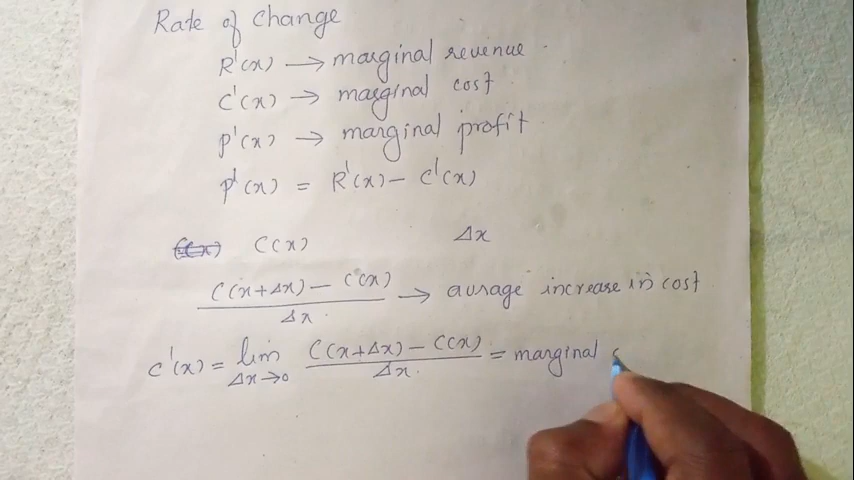 Rate of change
R'(x) → marginal revenue
C'(x) → marginal cost
P'(x) → marginal profit
P'(x) = R'(x) - C'(x)
C(x) Δx
C(x+Δx) - C(x)
Δx → avrage increase in cost
C'(x) = lim Δx→0 C(x+Δx) - C(x) / Δx = marginal